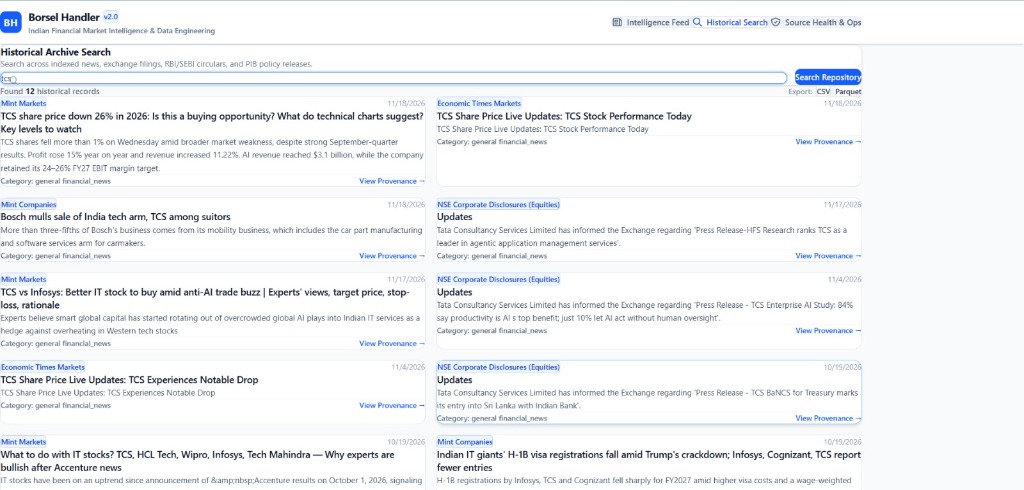 BH
Borsel Handler v2.0
Indian Financial Market Intelligence & Data Engineering
Intelligence Feed
Historical Search
Source Health & Ops
Historical Archive Search
Search across indexed news, exchange filings, RBI/SEBI circulars, and PIB policy releases.
tcs
Search Repository
Found 12 historical records
Export: CSV Parquet
Mint Markets 11/18/2026
TCS share price down 26% in 2026: Is this a buying opportunity? What do technical charts suggest?
Key levels to watch
TCS shares fell more than 1% on Wednesday amid broader market weakness, despite strong September-quarter
results. Profit rose 15% year on year and revenue increased 11.22%. AI revenue reached $3.1 billion, while the company
retained its 24–26% FY27 EBIT margin target.
Category: general financial_news View Provenance →
Economic Times Markets 11/18/2026
TCS Share Price Live Updates: TCS Stock Performance Today
TCS Share Price Live Updates: TCS Stock Performance Today
Category: general financial_news View Provenance →
Mint Companies 11/18/2026
Bosch mulls sale of India tech arm, TCS among suitors
More than three-fifths of Bosch's business comes from its mobility business, which includes the car part manufacturing
and software services arm for carmakers.
Category: general financial_news View Provenance →
NSE Corporate Disclosures (Equities) 11/17/2026
Updates
Tata Consultancy Services Limited has informed the Exchange regarding 'Press Release-HFS Research ranks TCS as a
leader in agentic application management services'.
Category: general financial_news View Provenance →
Mint Markets 11/17/2026
TCS vs Infosys: Better IT stock to buy amid anti-AI trade buzz | Experts' views, target price, stop-
loss, rationale
Experts believe smart global capital has started rotating out of overcrowded global AI plays into Indian IT services as a
hedge against overheating in Western tech stocks
Category: general financial_news View Provenance →
NSE Corporate Disclosures (Equities) 11/4/2026
Updates
Tata Consultancy Services Limited has informed the Exchange regarding 'Press Release - TCS Enterprise AI Study: 84%
say productivity is AI s top benefit; just 10% let AI act without human oversight'.
Category: general financial_news View Provenance →
Economic Times Markets 11/4/2026
TCS Share Price Live Updates: TCS Experiences Notable Drop
TCS Share Price Live Updates: TCS Experiences Notable Drop
Category: general financial_news View Provenance →
NSE Corporate Disclosures (Equities) 10/19/2026
Updates
Tata Consultancy Services Limited has informed the Exchange regarding 'Press Release - TCS BaNCS for Treasury marks
its entry into Sri Lanka with Indian Bank'.
Category: general financial_news View Provenance →
Mint Markets 10/19/2026
What to do with IT stocks? TCS, HCL Tech, Wipro, Infosys, Tech Mahindra — Why experts are
bullish after Accenture news
IT stocks have been on an uptrend since announcement of &amp;nbsp;Accenture results on October 1, 2026, signaling
Mint Companies 10/19/2026
Indian IT giants' H-1B visa registrations fall amid Trump's crackdown; Infosys, Cognizant, TCS report
fewer entries
H-1B registrations by Infosys, TCS and Cognizant fell sharply for FY2027 amid higher visa costs and a wage-weighted